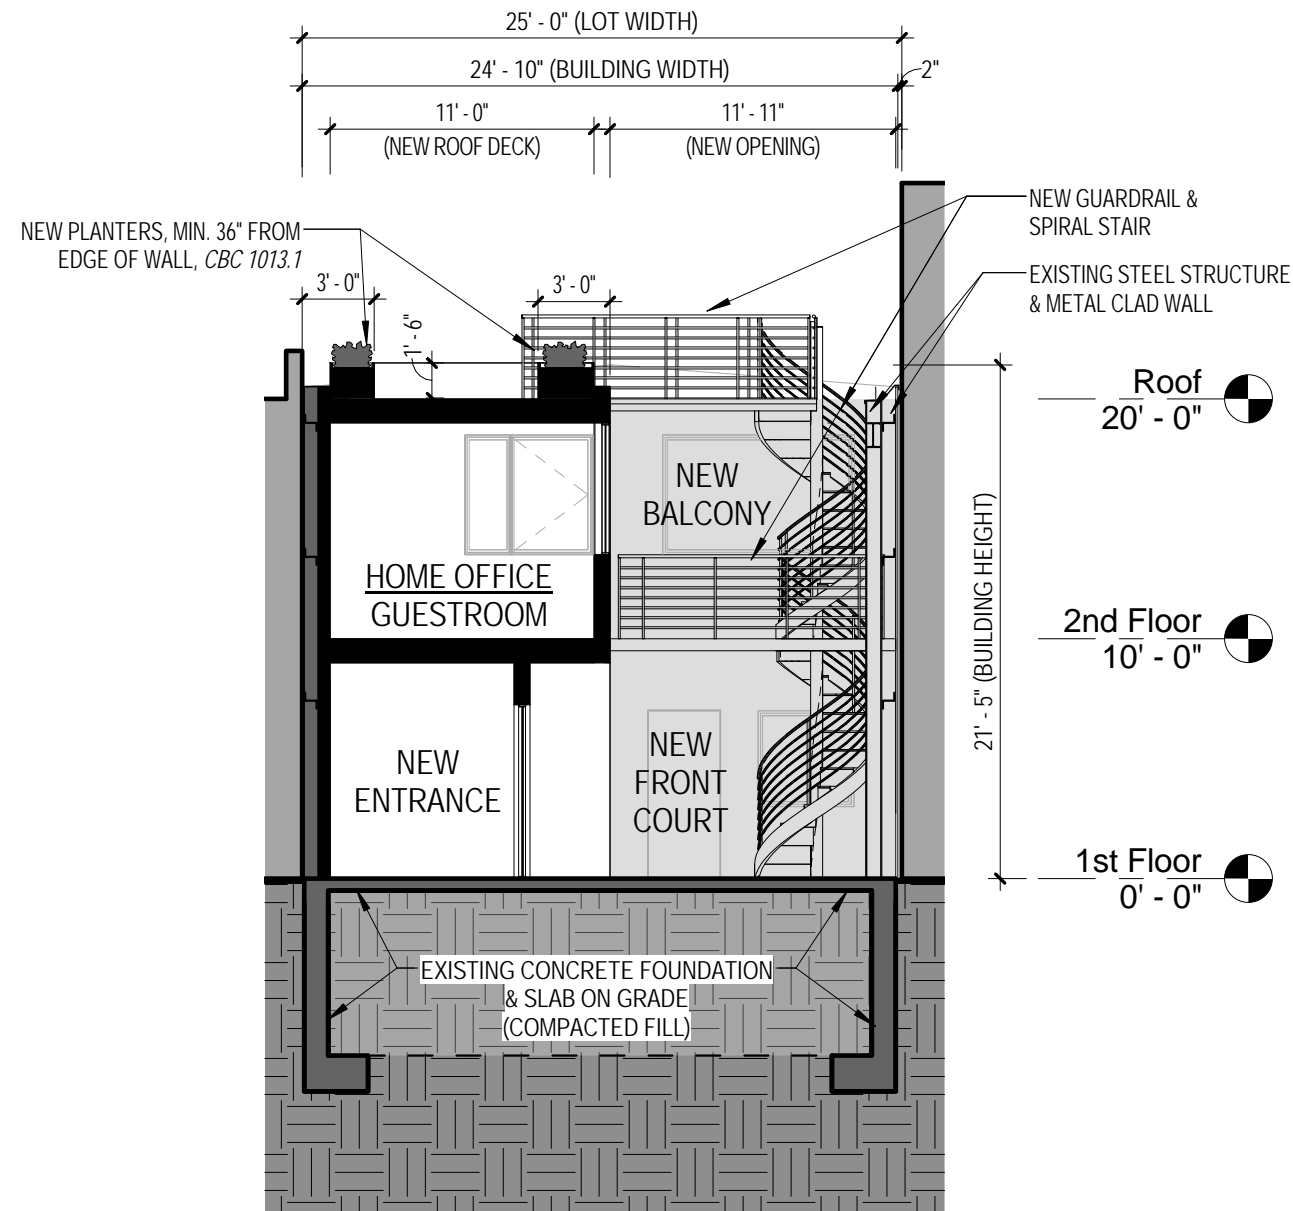 25' - 0" (LOT WIDTH)
24' - 10" (BUILDING WIDTH)
2"
11' - 0"
(NEW ROOF DECK)
11' - 11"
(NEW OPENING)
NEW PLANTERS, MIN. 36" FROM
EDGE OF WALL, CBC 1013.1
NEW GUARDRAIL &
SPIRAL STAIR
EXISTING STEEL STRUCTURE
& METAL CLAD WALL
3' - 0"
3' - 0"
1' - 6"
Roof
20' - 0"
NEW
BALCONY
HOME OFFICE
GUESTROOM
21' - 5" (BUILDING HEIGHT)
2nd Floor
10' - 0"
NEW
ENTRANCE
NEW
FRONT
COURT
1st Floor
0' - 0"
EXISTING CONCRETE FOUNDATION
& SLAB ON GRADE
(COMPACTED FILL)